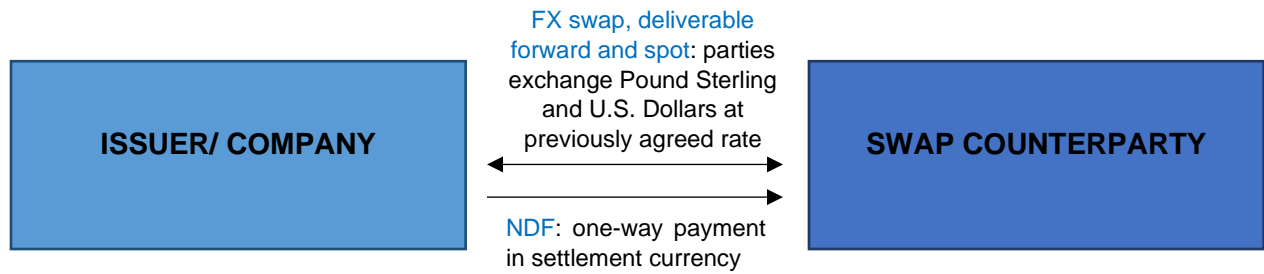 FX swap, deliverable
forward and spot: parties
exchange Pound Sterling
and U.S. Dollars at
previously agreed rate
ISSUER/ COMPANY
SWAP COUNTERPARTY
NDF: one-way payment
in settlement currency